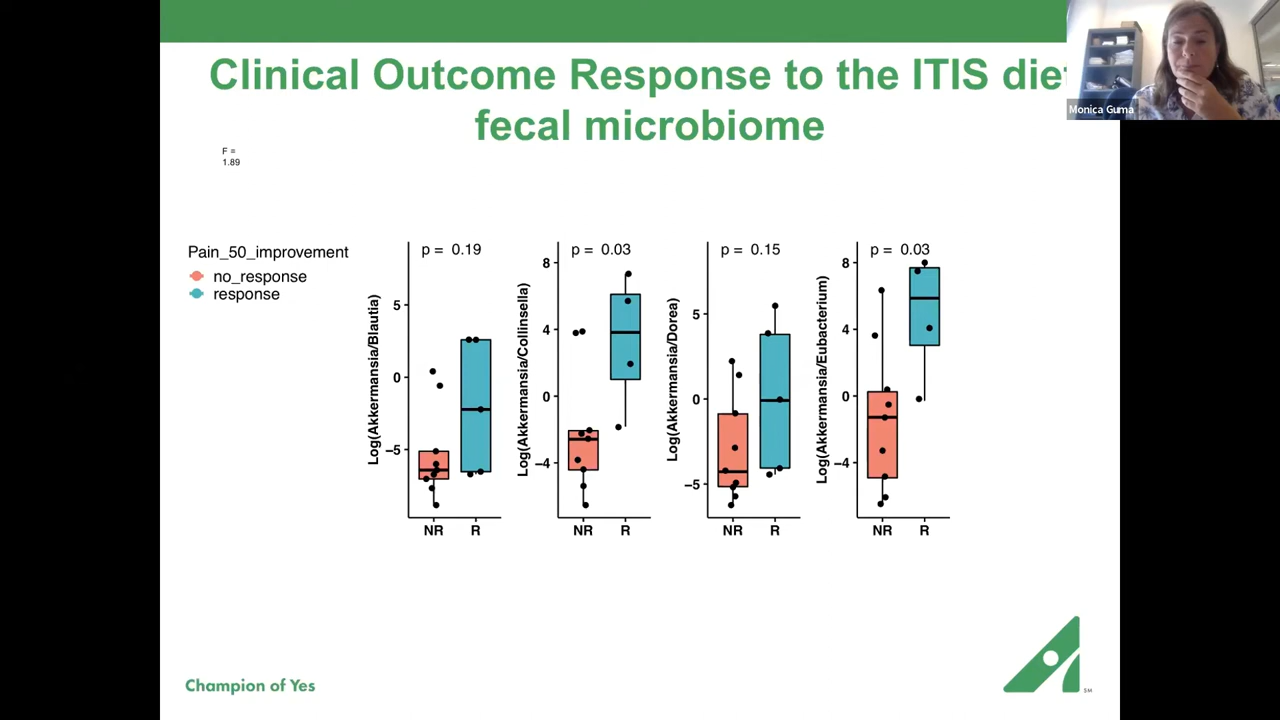 Clinical Outcome Response to the ITIS diet
fecal microbiome
Monica Guma
F =
1.89
Pain_50_improvement
no_response
response
p = 0.19
5
0
−5
Log(Akkermansia/Blautia)
NR
R
p = 0.03
8
4
0
−4
Log(Akkermansia/Collinsella)
NR
R
p = 0.15
5
0
−5
Log(Akkermansia/Dorea)
NR
R
p = 0.03
8
4
0
−4
Log(Akkermansia/Eubacterium)
NR
R
Champion of Yes
SM